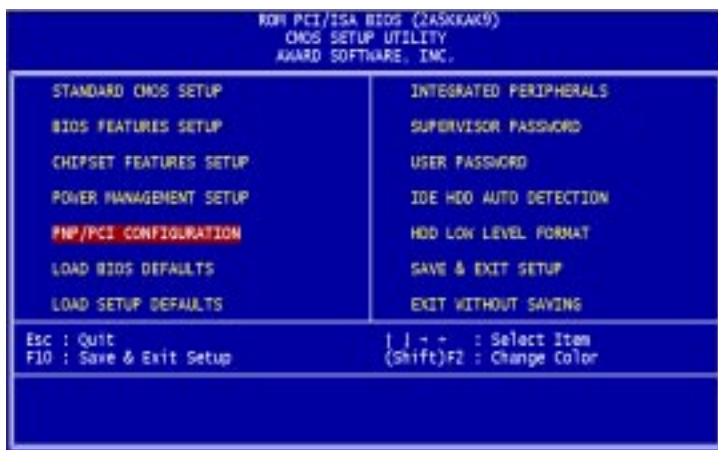 ROM PCI/ISA BIOS (2A5KKAK9)
CMOS SETUP UTILITY
AWARD SOFTWARE, INC.
STANDARD CMOS SETUP
BIOS FEATURES SETUP
CHIPSET FEATURES SETUP
POWER MANAGEMENT SETUP
PNP/PCI CONFIGURATION
LOAD BIOS DEFAULTS
LOAD SETUP DEFAULTS
INTEGRATED PERIPHERALS
SUPERVISOR PASSWORD
USER PASSWORD
IDE HDD AUTO DETECTION
HDD LOW LEVEL FORMAT
SAVE & EXIT SETUP
EXIT WITHOUT SAVING
Esc : Quit
F10 : Save & Exit Setup
↑ ↓ → ← : Select Item
(Shift)F2 : Change Color